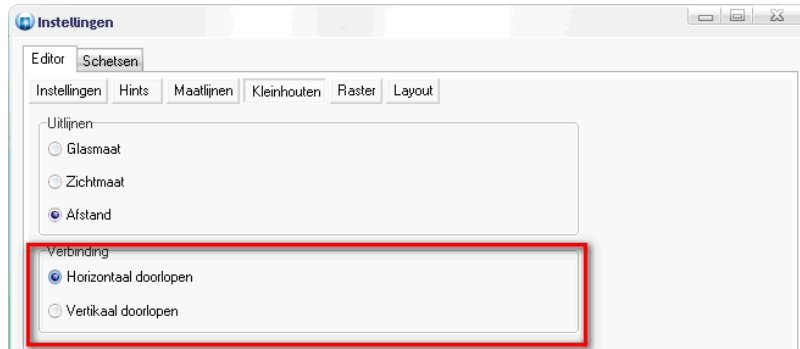 Instellingen
Editor Schetsen
Instellingen Hints Maatlijnen Kleinhouten Raster Layout
Uitlijnen
Glasmaat
Zichtmaat
Afstand
Verbinding
Horizontaal doorlopen
Vertikaal doorlopen